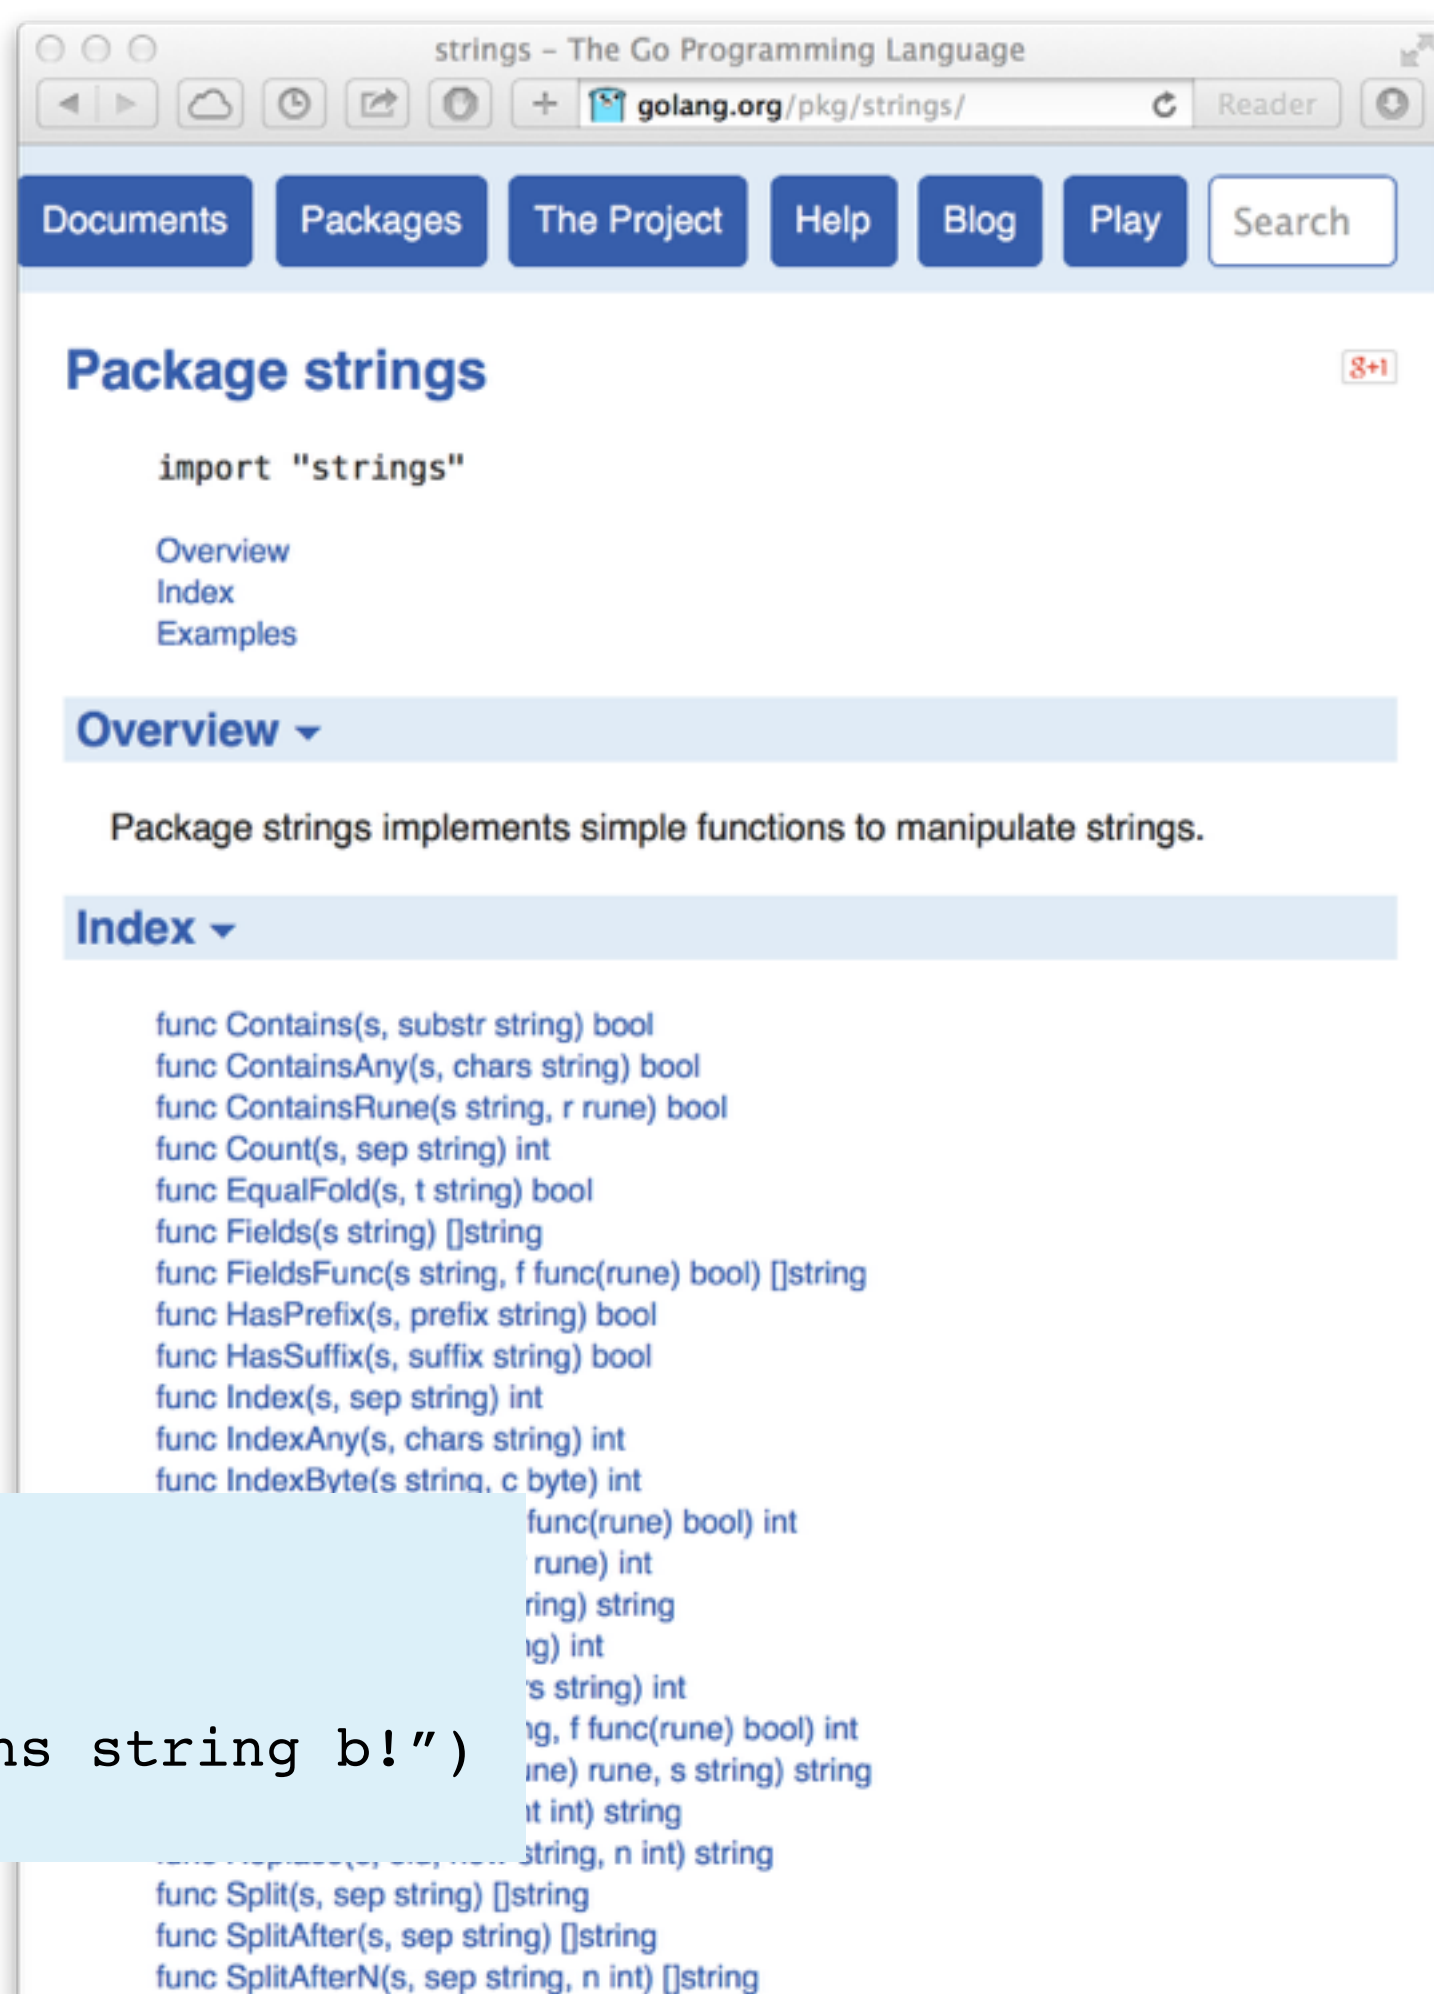 strings – The Go Programming Language
golang.org/pkg/strings/
Reader
Documents Packages The Project Help Blog Play Search
Package strings
g+1
import "strings"
Overview
Index
Examples
Overview
Package strings implements simple functions to manipulate strings.
Index
func Contains(s, substr string) bool
func ContainsAny(s, chars string) bool
func ContainsRune(s string, r rune) bool
func Count(s, sep string) int
func EqualFold(s, t string) bool
func Fields(s string) []string
func FieldsFunc(s string, f func(rune) bool) []string
func HasPrefix(s, prefix string) bool
func HasSuffix(s, suffix string) bool
func Index(s, sep string) int
func IndexAny(s, chars string) int
func IndexByte(s string, c byte) int
func(rune) bool) int
rune) int
ring) string
g) int
s string) int
g, f func(rune) bool) int
ns string b!")
ne) rune, s string) string
t int) string
string, n int) string
func Split(s, sep string) []string
func SplitAfter(s, sep string) []string
func SplitAfterN(s, sep string, n int) []string